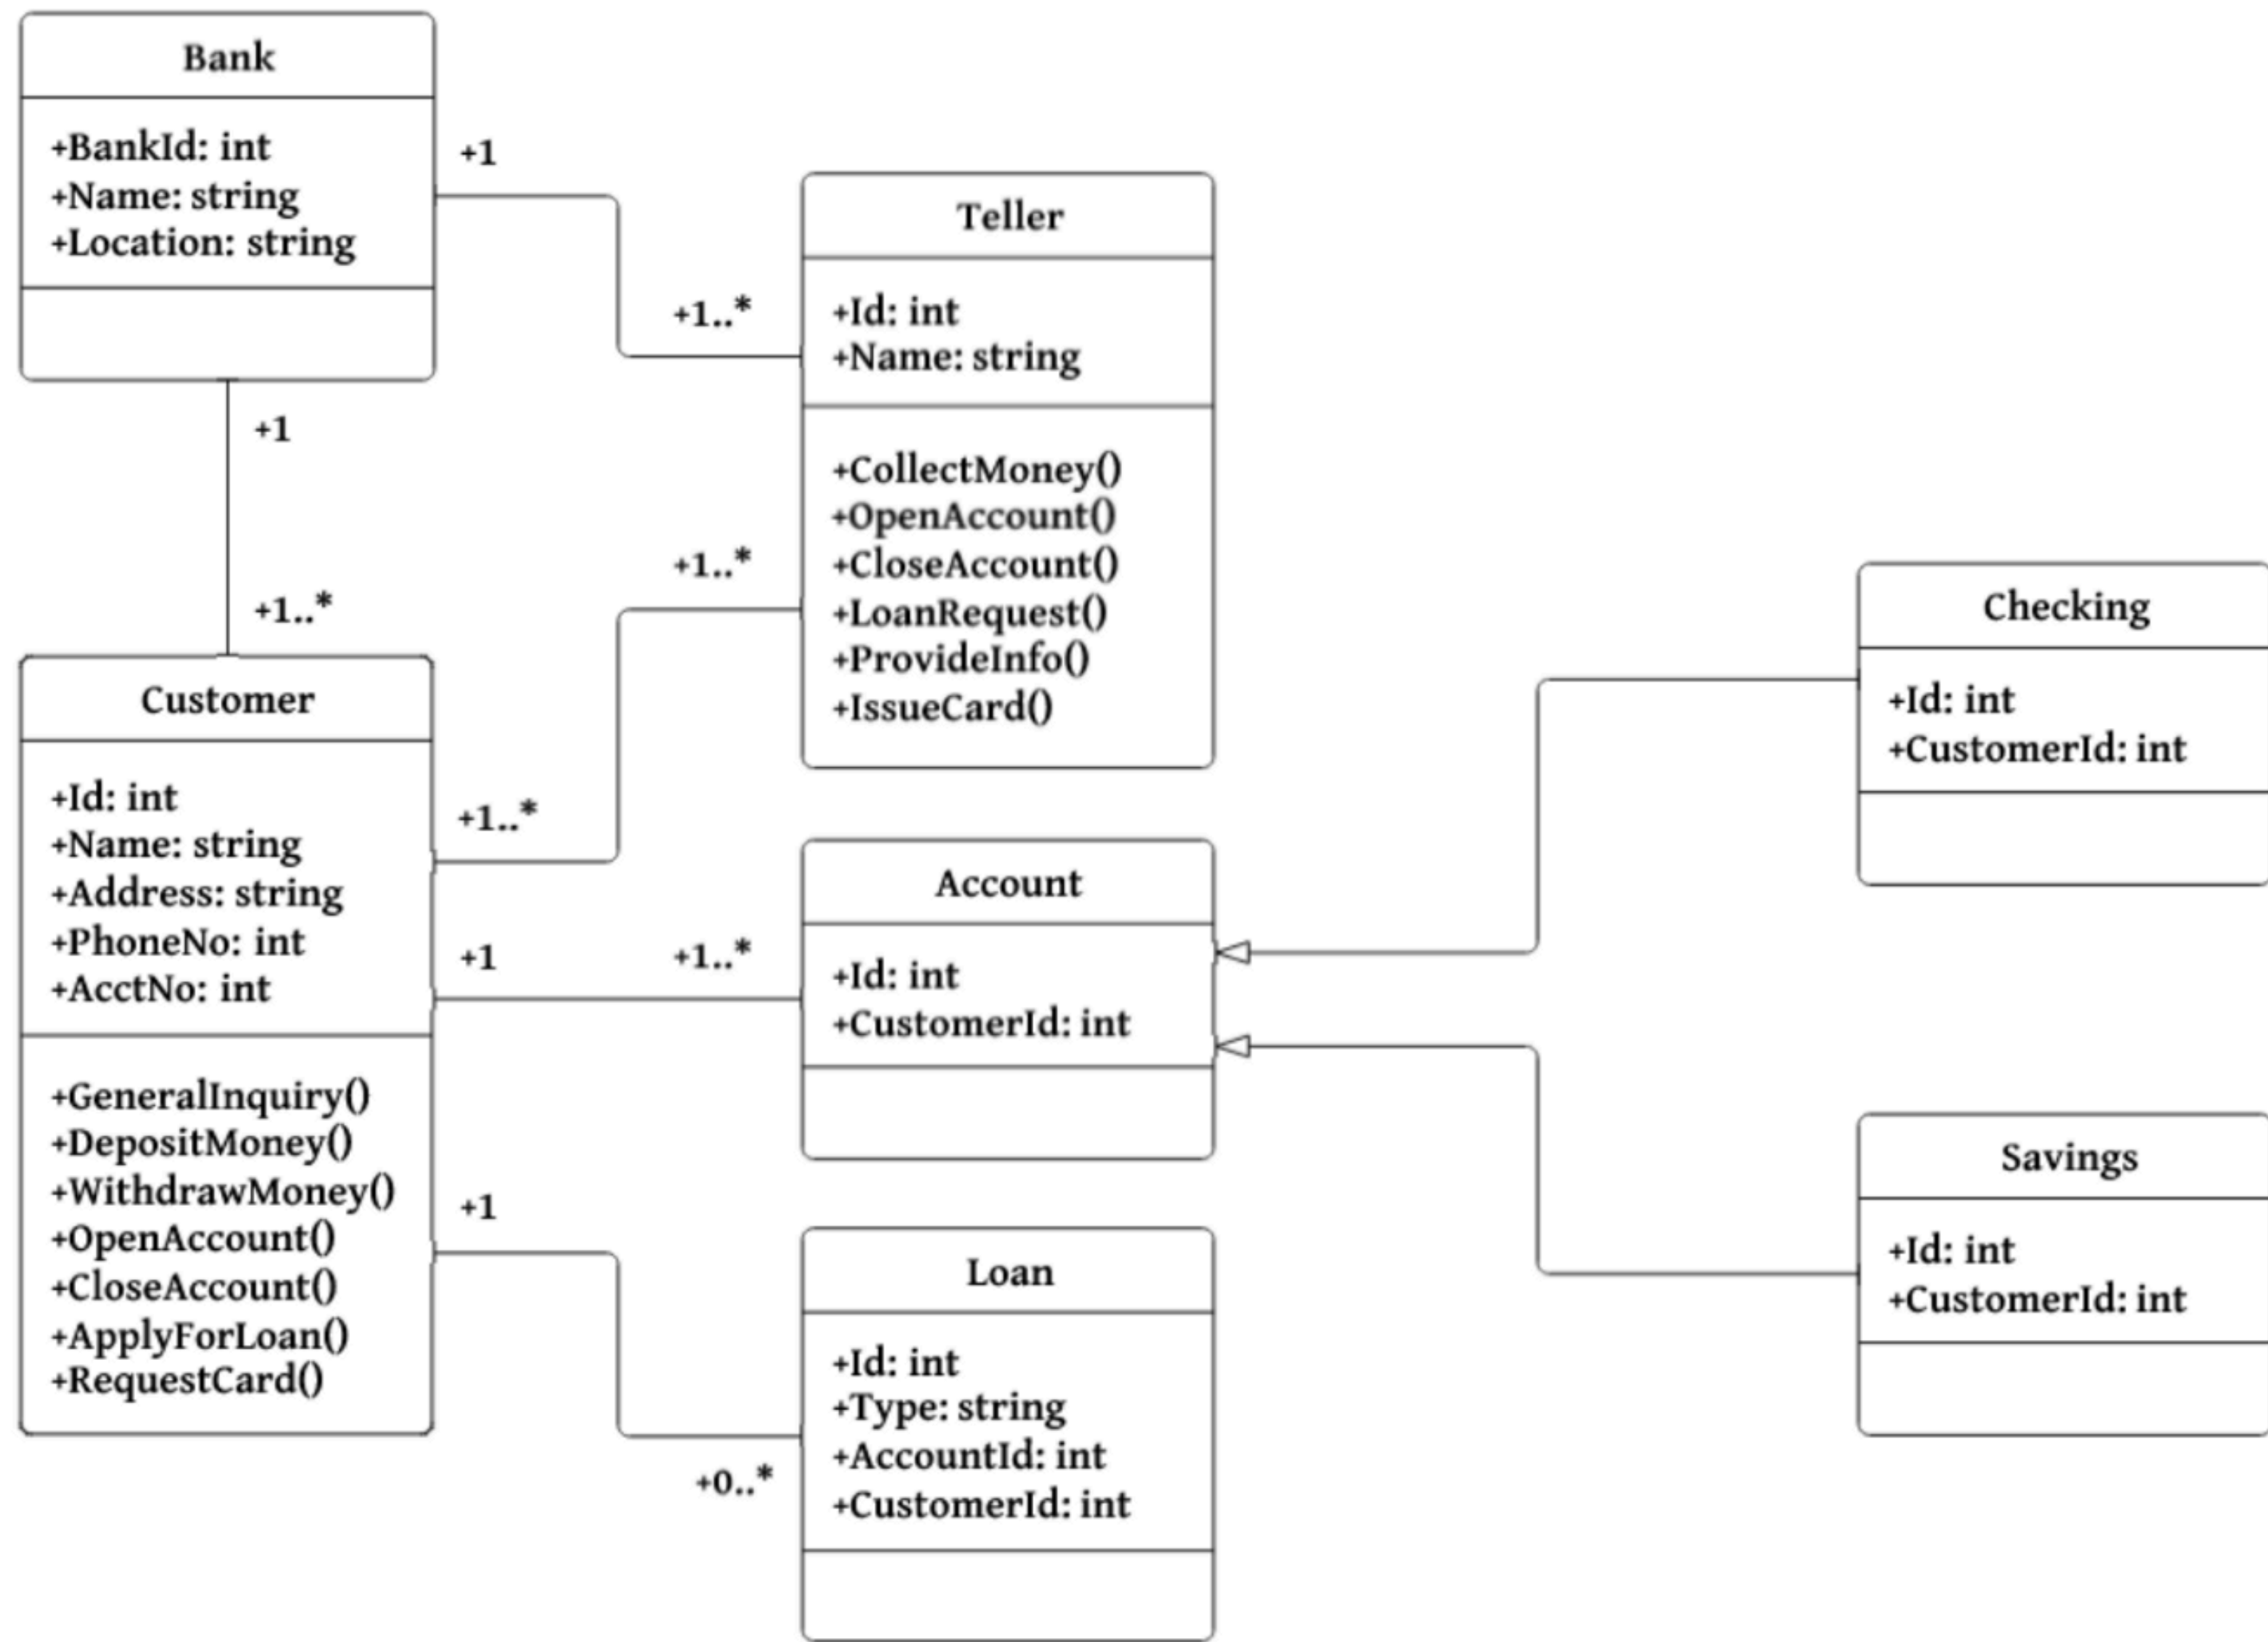 Bank
+BankId: int
+Name: string
+Location: string
+1
+1..*
+1
+1..*
Teller
+Id: int
+Name: string
+CollectMoney()
+OpenAccount()
+CloseAccount()
+LoanRequest()
+ProvideInfo()
+IssueCard()
+1..*
+1..*
Customer
+Id: int
+Name: string
+Address: string
+PhoneNo: int
+AcctNo: int
+GeneralInquiry()
+DepositMoney()
+WithdrawMoney()
+OpenAccount()
+CloseAccount()
+ApplyForLoan()
+RequestCard()
+1
+1..*
Account
+Id: int
+CustomerId: int
+1
+0..*
Loan
+Id: int
+Type: string
+AccountId: int
+CustomerId: int
Checking
+Id: int
+CustomerId: int
Savings
+Id: int
+CustomerId: int